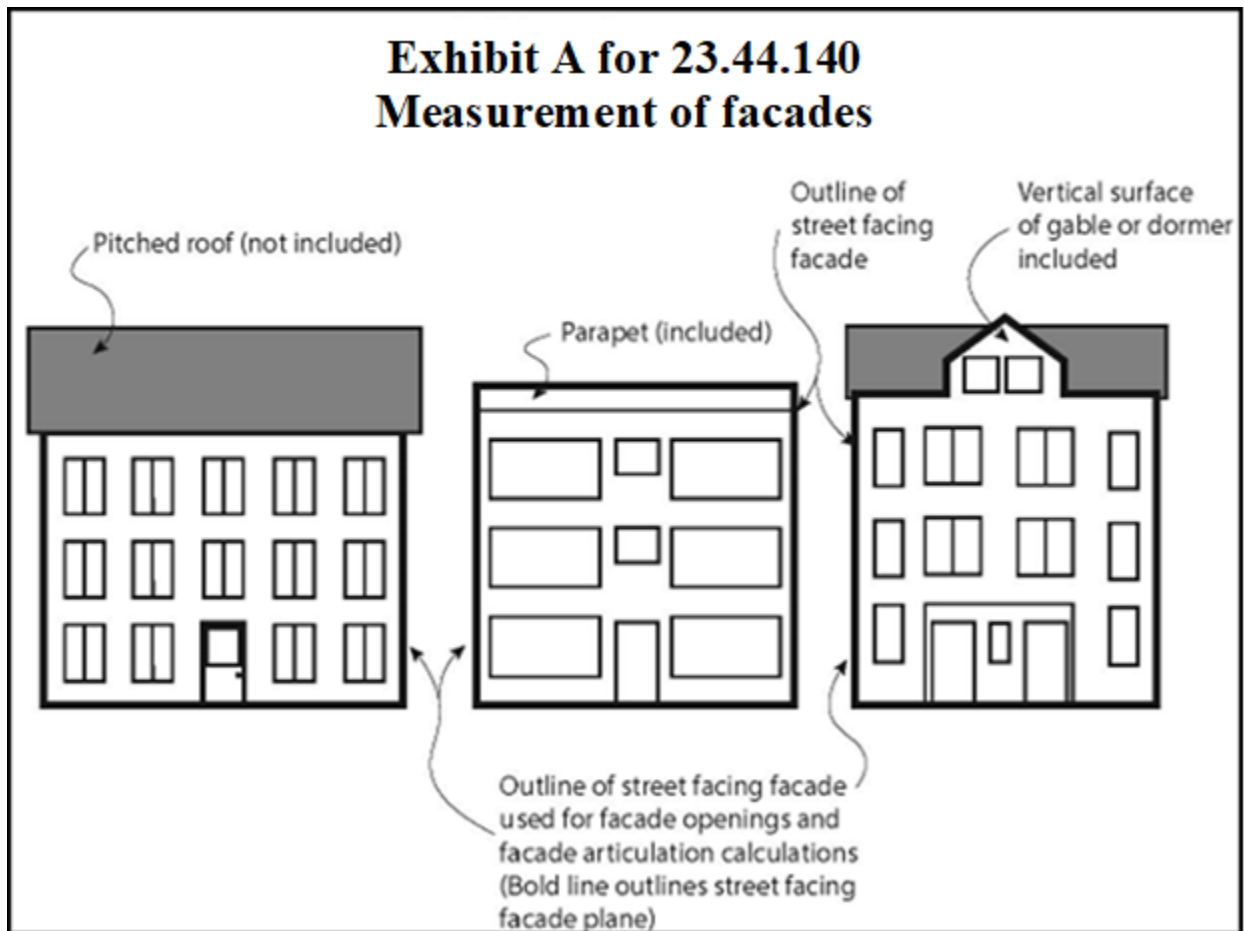 Exhibit A for 23.44.140
Measurement of facades
Pitched roof (not included)
Parapet (included)
Outline of
street facing
facade
Vertical surface
of gable or dormer
included
Outline of street facing facade
used for facade openings and
facade articulation calculations
(Bold line outlines street facing
facade plane)